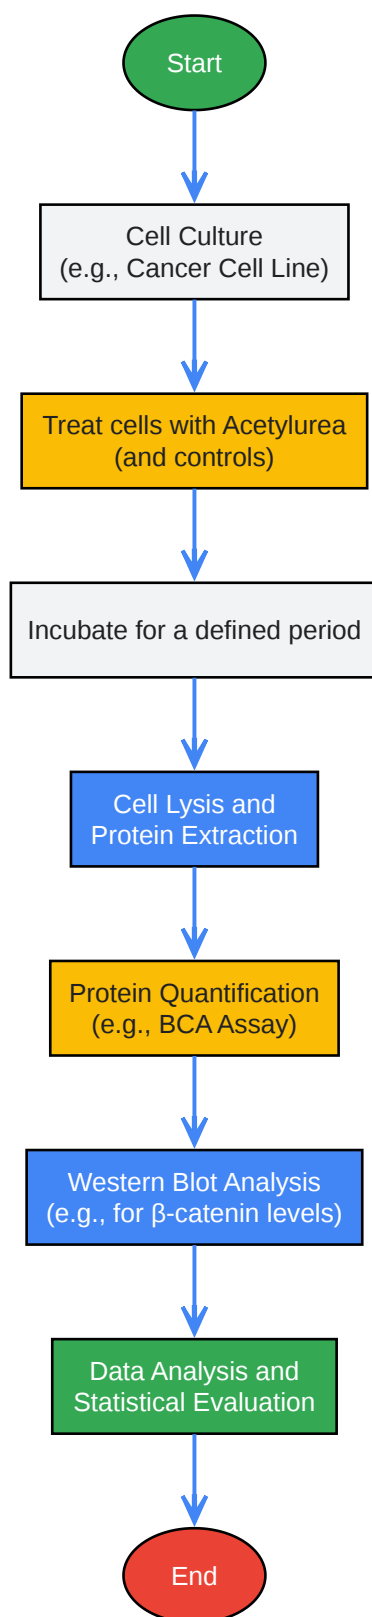 Start
Cell Culture
(e.g., Cancer Cell Line)
Treat cells with Acetylurea
(and controls)
Incubate for a defined period
Cell Lysis and
Protein Extraction
Protein Quantification
(e.g., BCA Assay)
Western Blot Analysis
(e.g., for β-catenin levels)
Data Analysis and
Statistical Evaluation
End